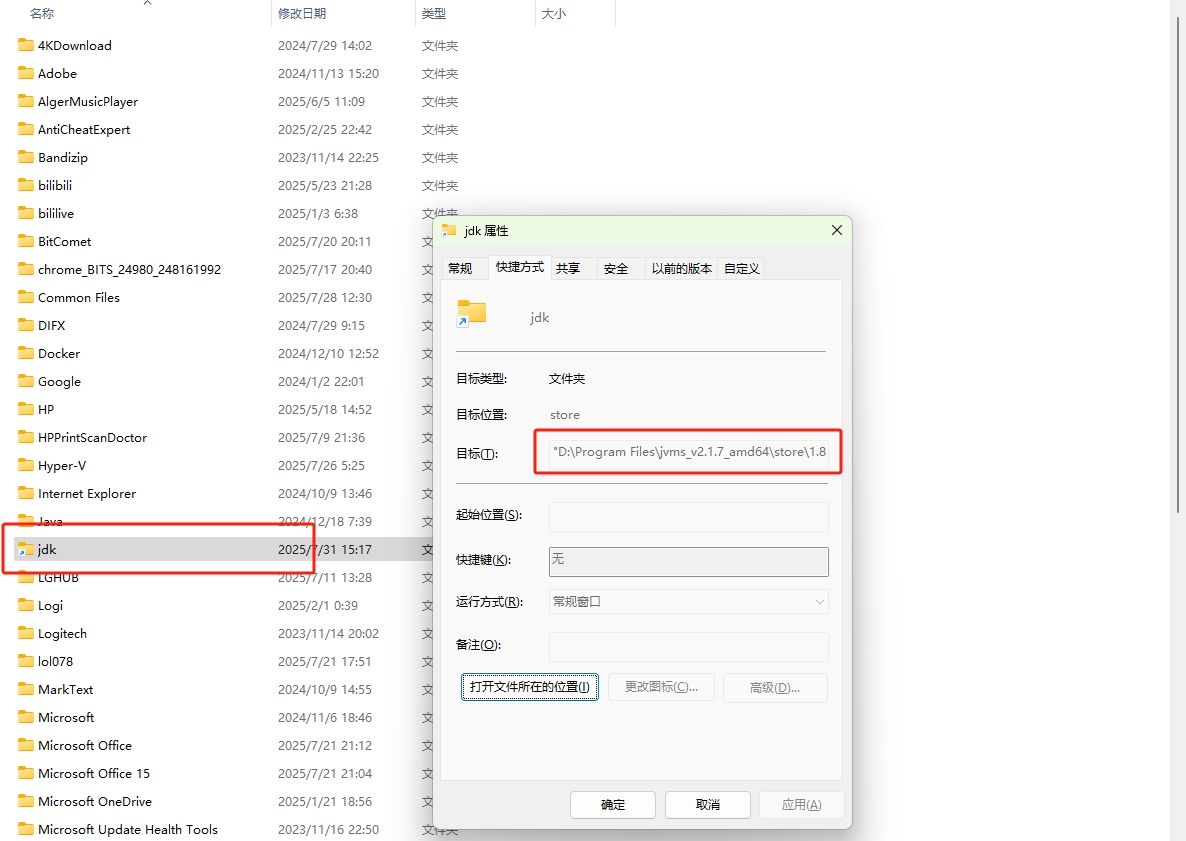 名称 修改日期 类型 大小
4KDownload 2024/7/29 14:02 文件夹
Adobe 2024/11/13 15:20 文件夹
AlgerMusicPlayer 2025/6/5 11:09 文件夹
AntiCheatExpert 2025/2/25 22:42 文件夹
Bandizip 2023/11/14 22:25 文件夹
bilibili 2025/5/23 21:28 文件夹
bililive 2025/1/3 6:38 文件夹
BitComet 2025/7/20 20:11 文
chrome_BITS_24980_248161992 2025/7/17 20:40 文
Common Files 2025/7/28 12:30 文
DIFX 2024/7/29 9:15 文
Docker 2024/12/10 12:52 文
Google 2024/1/2 22:01 文
HP 2025/5/18 14:52 文
HPPrintScanDoctor 2025/7/9 21:36 文
Hyper-V 2025/7/26 5:25 文
Internet Explorer 2024/10/9 13:46 文
Java 2024/12/18 7:39 文
jdk 2025/7/31 15:17 文
LGHUB 2025/7/11 13:28 文
Logi 2025/2/1 0:39 文
Logitech 2023/11/14 20:02 文
lol078 2025/7/21 17:51 文
MarkText 2024/10/9 14:55 文
Microsoft 2024/11/6 18:46 文
Microsoft Office 2025/7/21 21:12 文
Microsoft Office 15 2025/7/21 21:04 文
Microsoft OneDrive 2025/1/21 18:56 文
Microsoft Update Health Tools 2023/11/16 22:50 文件夹
jdk 属性
常规 快捷方式 共享 安全 以前的版本 自定义
jdk
目标类型: 文件夹
目标位置: store
目标(T): "D:\Program Files\jvms_v2.1.7_amd64\store\1.8
起始位置(S):
快捷键(K): 无
运行方式(R): 常规窗口
备注(O):
打开文件所在的位置(I) 更改图标(C)... 高级(D)...
确定 取消 应用(A)